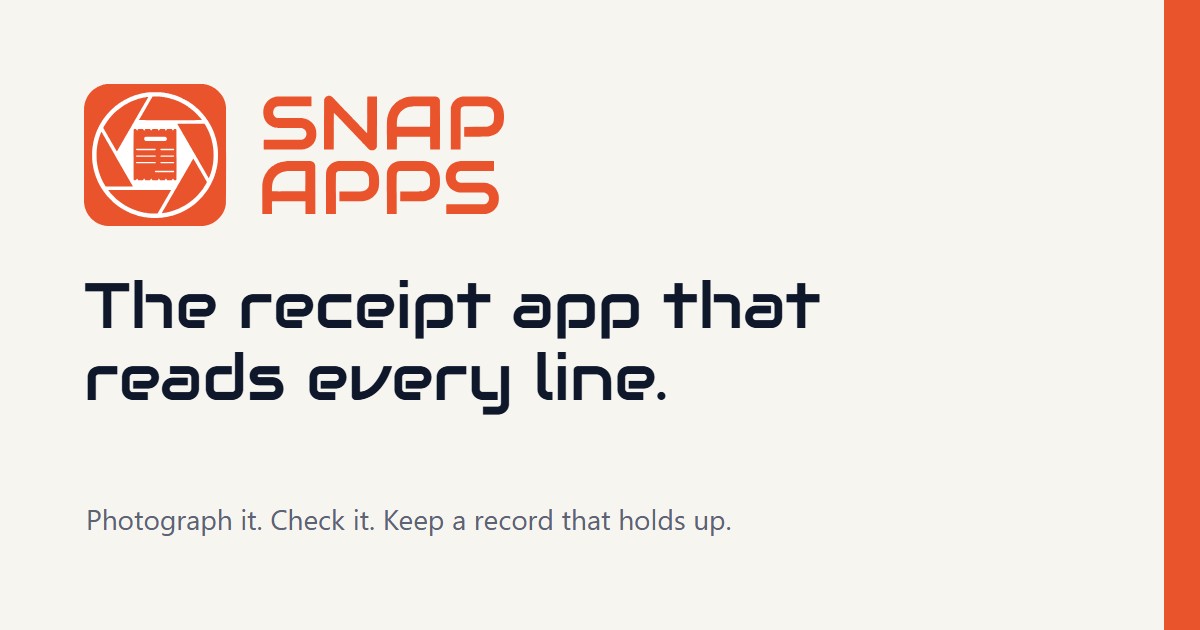 SNAP
APPS
The receipt app that
reads every line.
Photograph it. Check it. Keep a record that holds up.